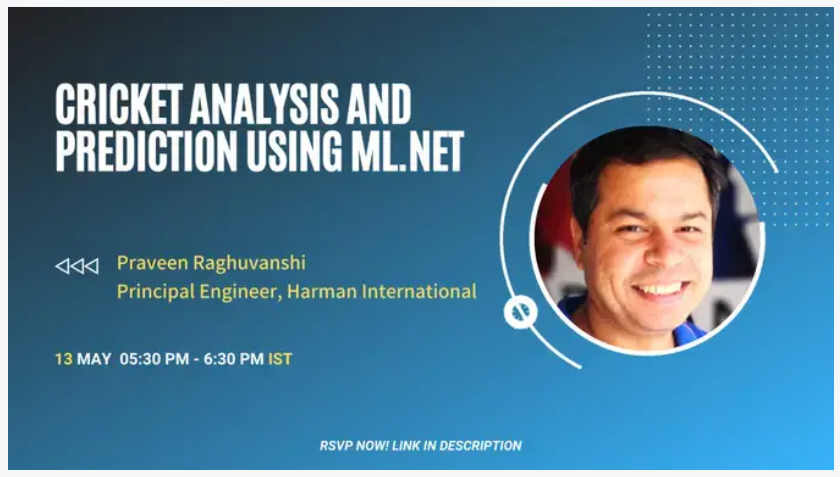 CRICKET ANALYSIS AND
PREDICTION USING ML.NET
Praveen Raghuvanshi
Principal Engineer, Harman International
13 MAY 05:30 PM - 6:30 PM IST
RSVP NOW! LINK IN DESCRIPTION